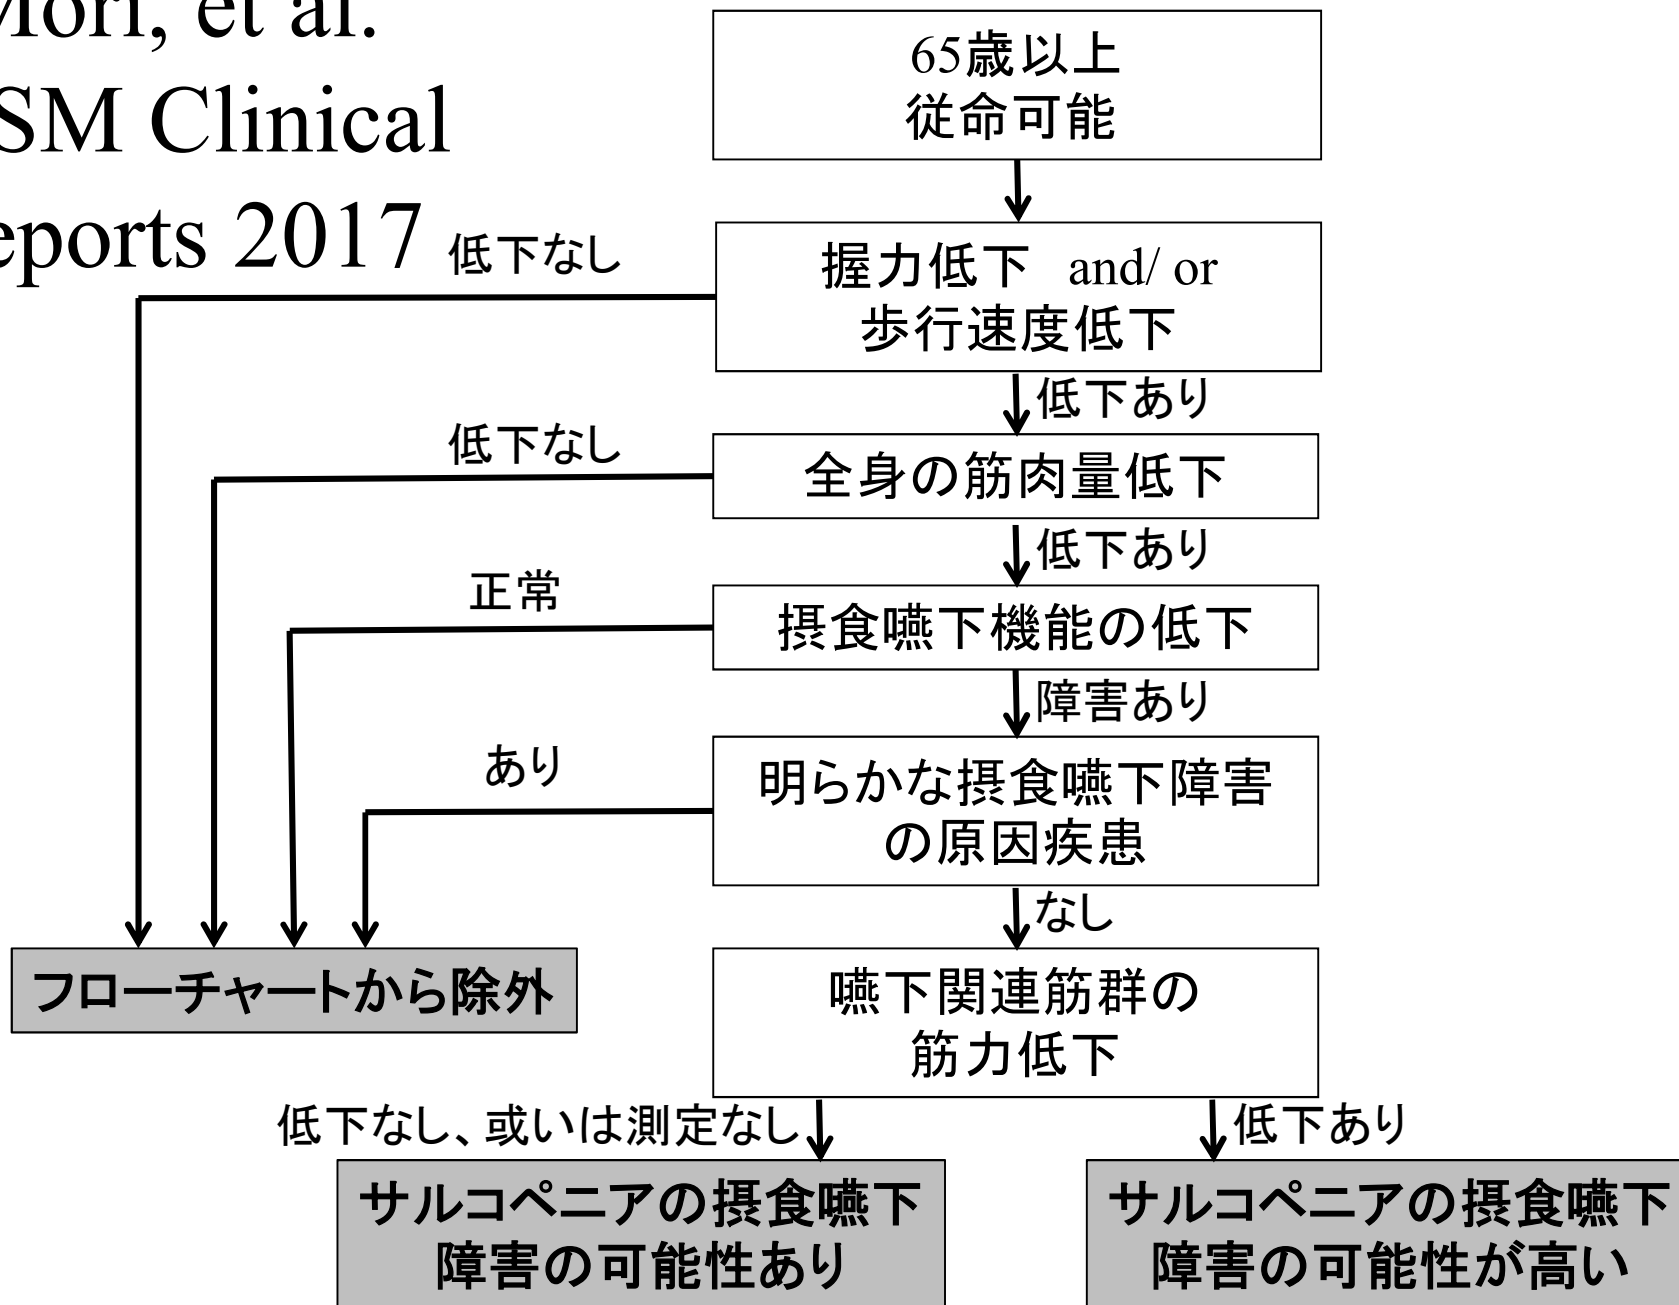 Mori, et al.
SM Clinical
eports 2017
65歳以上
従命可能
低下なし
握力低下 and/ or
歩行速度低下
低下あり
低下なし
全身の筋肉量低下
低下あり
正常
摂食嚥下機能の低下
障害あり
あり
明らかな摂食嚥下障害
の原因疾患
なし
フローチャートから除外
嚥下関連筋群の
筋力低下
低下なし、或いは測定なし
低下あり
サルコペニアの摂食嚥下
障害の可能性あり
サルコペニアの摂食嚥下
障害の可能性が高い